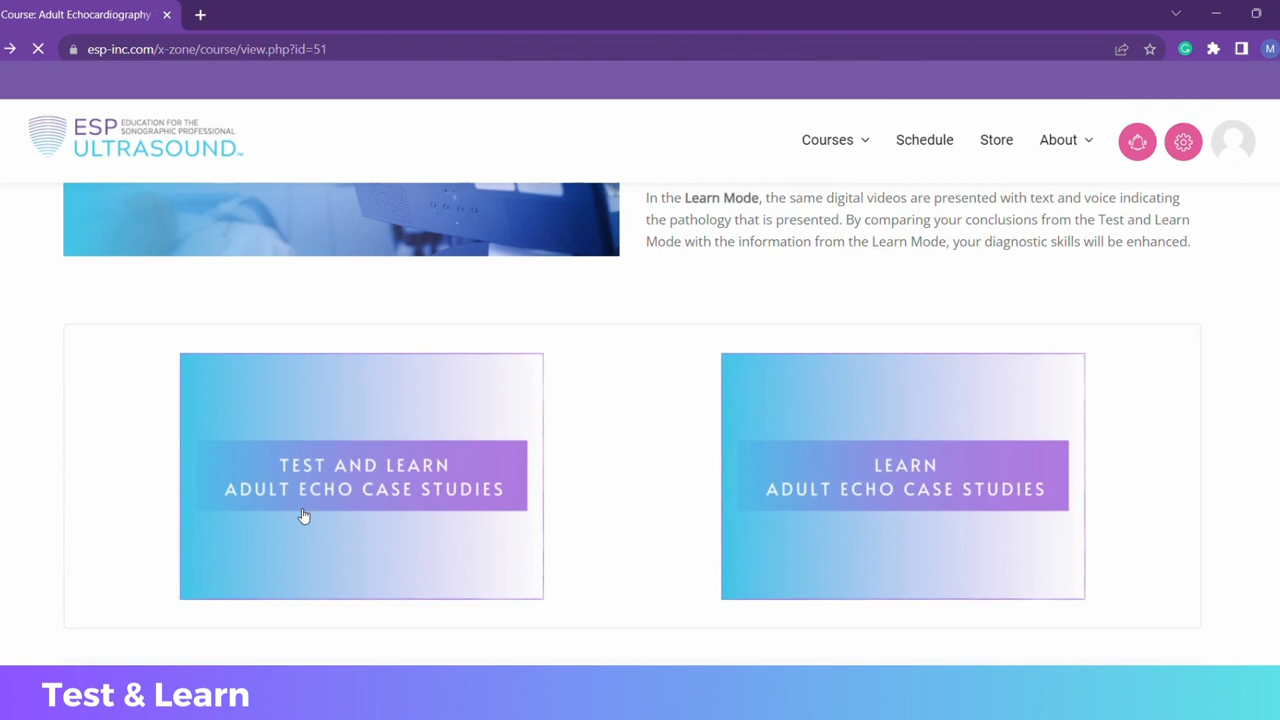 Course: Adult Echocardiography
esp-inc.com/x-zone/course/view.php?id=51
M
ESP EDUCATION FOR THE SONOGRAPHIC PROFESSIONAL
ULTRASOUND
Courses
Schedule
Store
About
In the Learn Mode, the same digital videos are presented with text and voice indicating
the pathology that is presented. By comparing your conclusions from the Test and Learn
Mode with the information from the Learn Mode, your diagnostic skills will be enhanced.
TEST AND LEARN
ADULT ECHO CASE STUDIES
LEARN
ADULT ECHO CASE STUDIES
Test & Learn